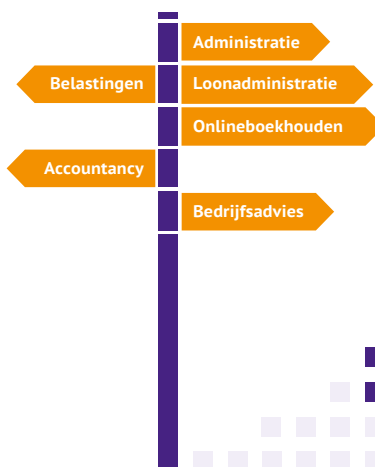 Administratie
Belastingen
Loonadministratie
Onlineboekhouden
Accountancy
Bedrijfsadvies